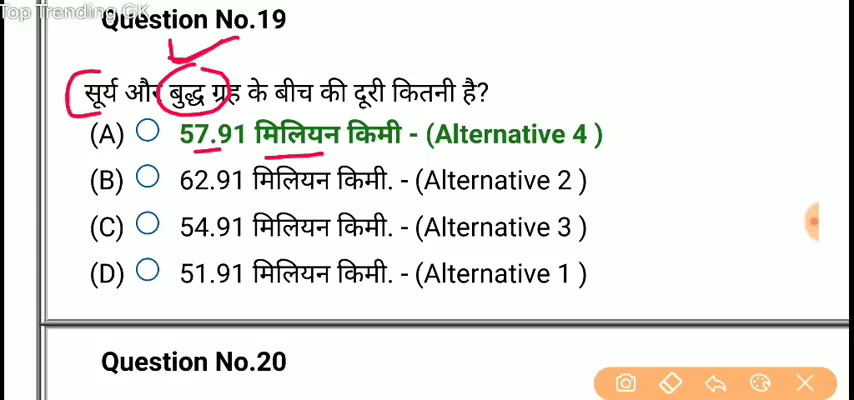 Top Trending GK
Question No.19
सूर्य और बुद्ध ग्रह के बीच की दूरी कितनी है?
(A) 57.91 मिलियन किमी - (Alternative 4 )
(B) 62.91 मिलियन किमी. - (Alternative 2 )
(C) 54.91 मिलियन किमी. - (Alternative 3 )
(D) 51.91 मिलियन किमी. - (Alternative 1 )
Question No.20